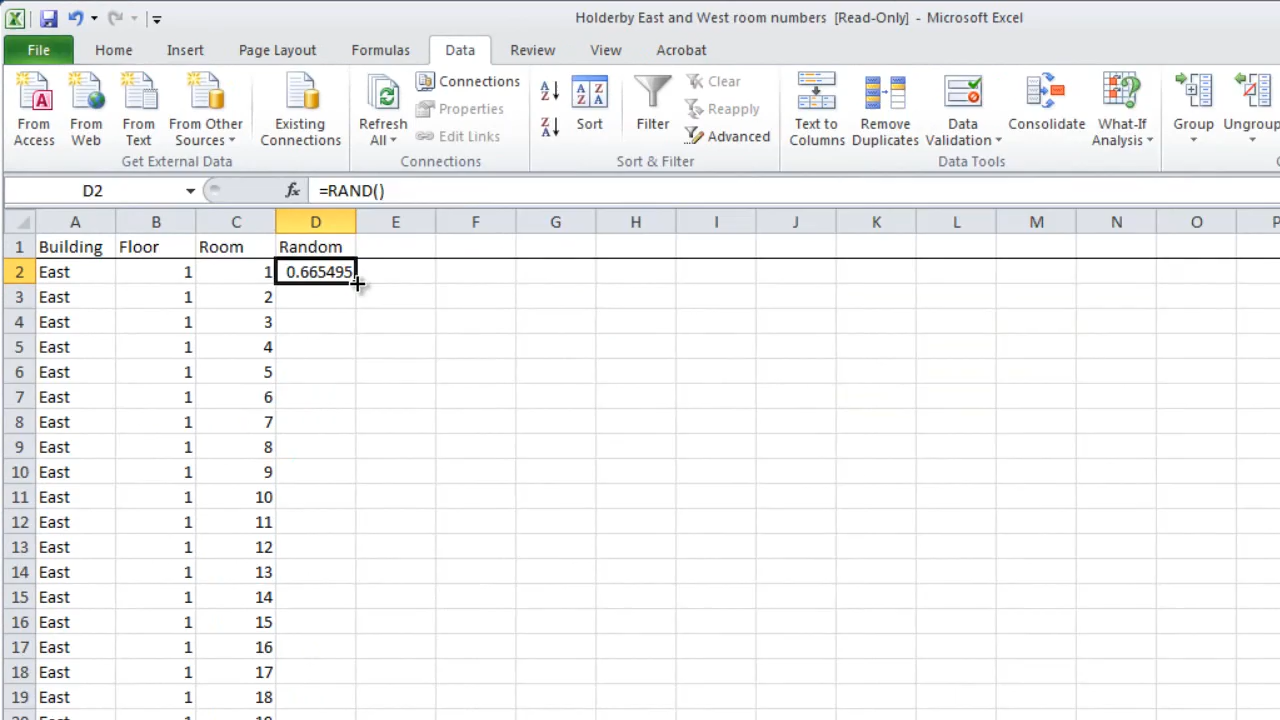 Holderby East and West room numbers [Read-Only] - Microsoft Excel
File Home Insert Page Layout Formulas Data Review View Acrobat
From Access
From Web
From Text
From Other Sources
Existing Connections
Get External Data
Refresh All
Connections
Properties
Edit Links
Connections
Sort
Filter
Clear
Reapply
Advanced
Sort & Filter
Text to Columns
Remove Duplicates
Data Validation
Consolidate
What-If Analysis
Data Tools
Group
Ungroup
D2 fx =RAND()
A B C D E F G H I J K L M N O P
1 Building Floor Room Random
2 East 1 1 0.665495
3 East 1 2
4 East 1 3
5 East 1 4
6 East 1 5
7 East 1 6
8 East 1 7
9 East 1 8
10 East 1 9
11 East 1 10
12 East 1 11
13 East 1 12
14 East 1 13
15 East 1 14
16 East 1 15
17 East 1 16
18 East 1 17
19 East 1 18